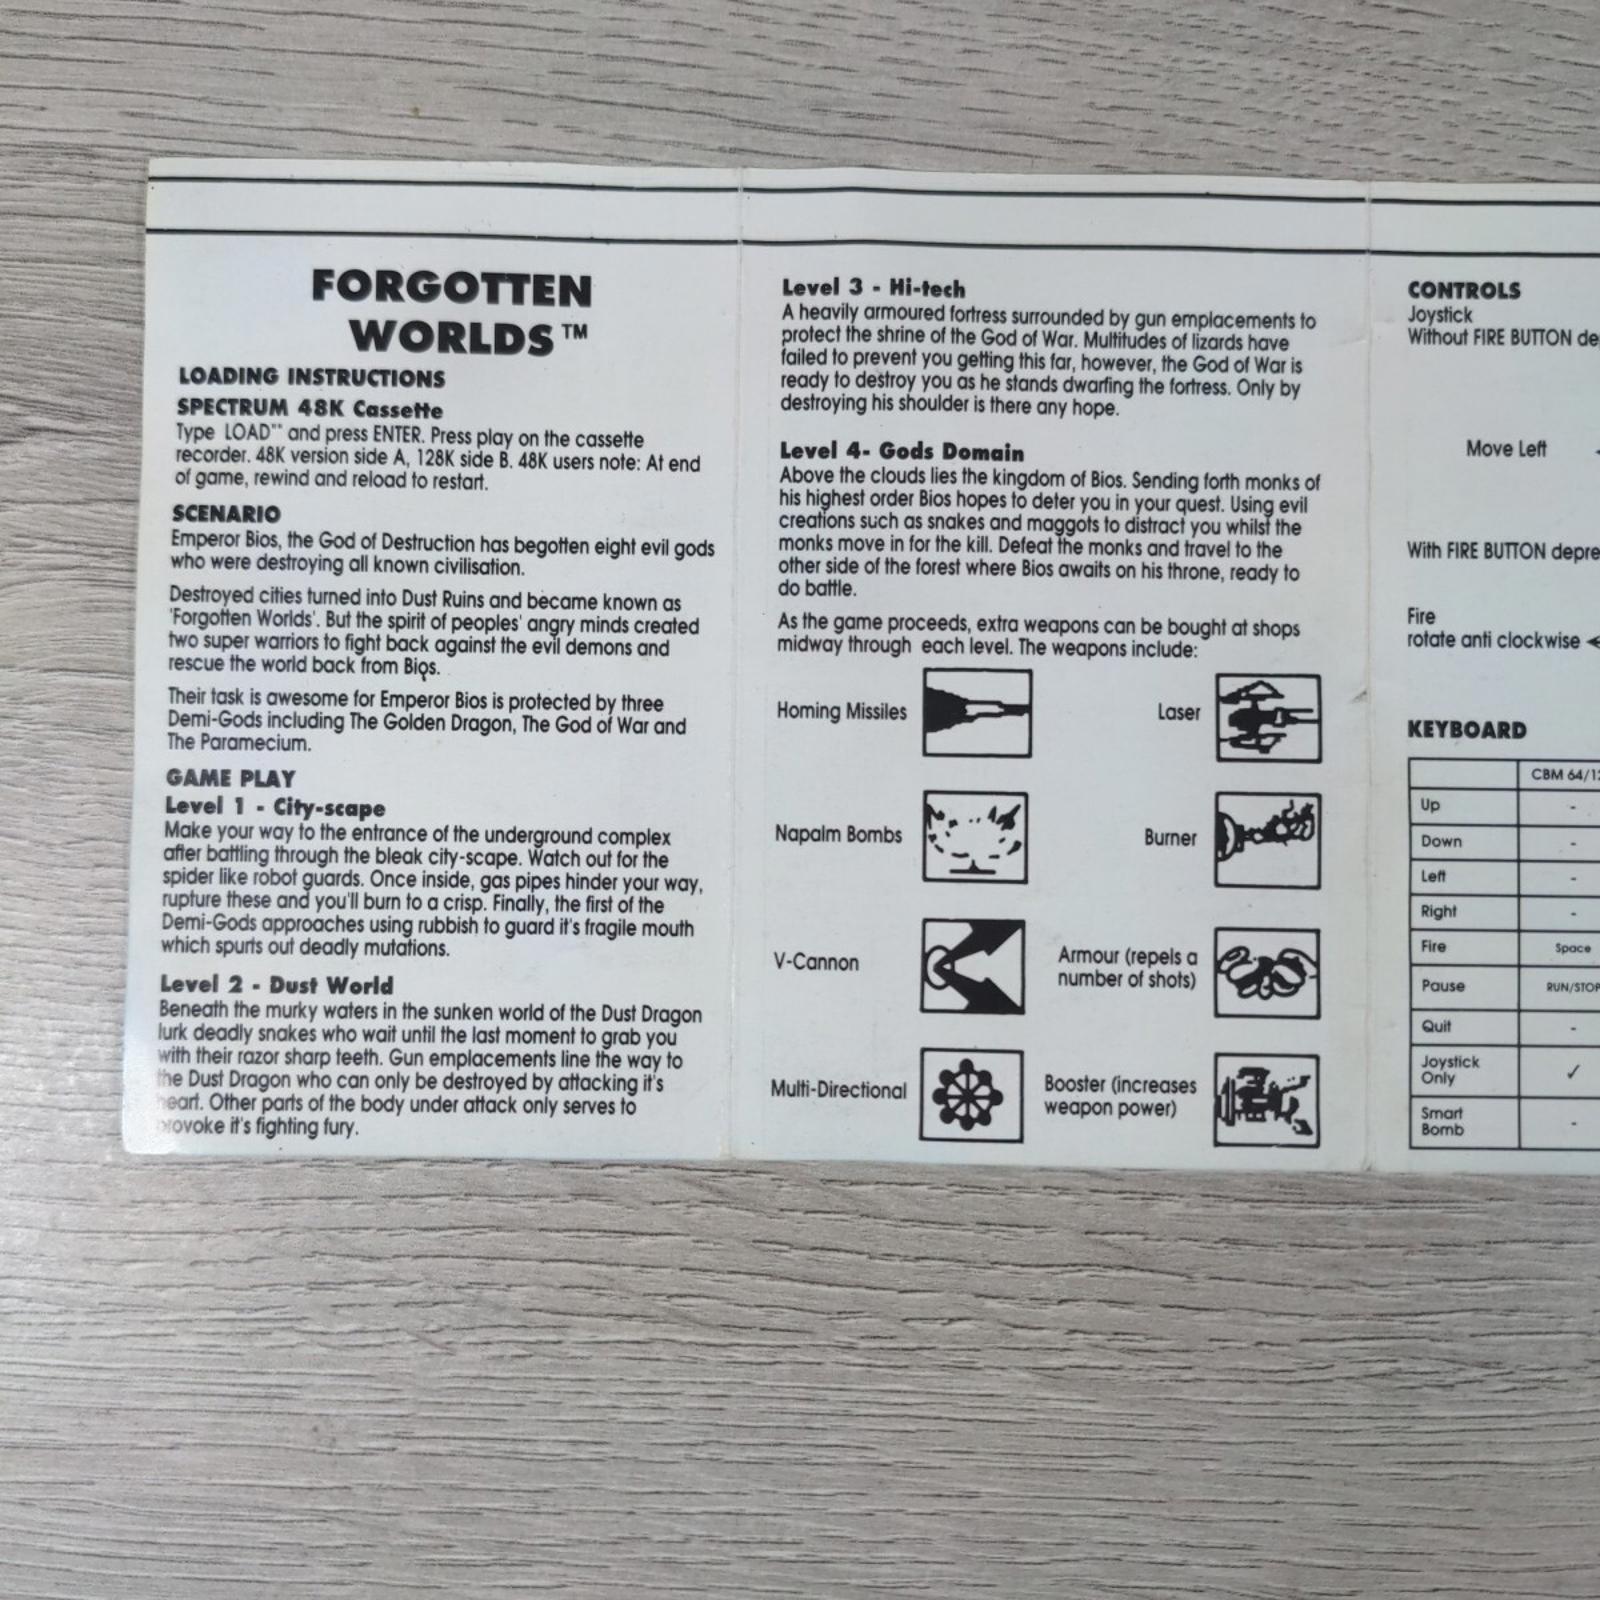 FORGOTTEN
WORLDS™
LOADING INSTRUCTIONS
SPECTRUM 48K Cassette
Type LOAD"" and press ENTER. Press play on the cassette
recorder. 48K version side A, 128K side B. 48K users note: At end
of game, rewind and reload to restart.
SCENARIO
Emperor Bios, the God of Destruction has begotten eight evil gods
who were destroying all known civilisation.
Destroyed cities turned into Dust Ruins and became known as
'Forgotten Worlds'. But the spirit of peoples' angry minds created
two super warriors to fight back against the evil demons and
rescue the world back from Bios.
Their task is awesome for Emperor Bios is protected by three
Demi-Gods including The Golden Dragon, The God of War and
The Paramecium.
GAME PLAY
Level 1 - City-scape
Make your way to the entrance of the underground complex
after battling through the bleak city-scape. Watch out for the
spider like robot guards. Once inside, gas pipes hinder your way,
rupture these and you'll burn to a crisp. Finally, the first of the
Demi-Gods approaches using rubbish to guard it's fragile mouth
which spurts out deadly mutations.
Level 2 - Dust World
Beneath the murky waters in the sunken world of the Dust Dragon
lurk deadly snakes who wait until the last moment to grab you
with their razor sharp teeth. Gun emplacements line the way to
the Dust Dragon who can only be destroyed by attacking it's
heart. Other parts of the body under attack only serves to
provoke it's fighting fury.
Level 3 - Hi-tech
A heavily armoured fortress surrounded by gun emplacements to
protect the shrine of the God of War. Multitudes of lizards have
failed to prevent you getting this far, however, the God of War is
ready to destroy you as he stands dwarfing the fortress. Only by
destroying his shoulder is there any hope.
Level 4- Gods Domain
Above the clouds lies the kingdom of Bios. Sending forth monks of
his highest order Bios hopes to deter you in your quest. Using evil
creations such as snakes and maggots to distract you whilst the
monks move in for the kill. Defeat the monks and travel to the
other side of the forest where Bios awaits on his throne, ready to
do battle.
As the game proceeds, extra weapons can be bought at shops
midway through each level. The weapons include:
Homing Missiles
Laser
Napalm Bombs
Burner
V-Cannon
Armour (repels a
number of shots)
Multi-Directional
Booster (increases
weapon power)
CONTROLS
Joystick
Without FIRE BUTTON de
Move Left
With FIRE BUTTON depre
Fire
rotate anti clockwise
KEYBOARD
CBM 64/12
Up -
Down -
Left -
Right -
Fire Space
Pause RUN/STOP
Quit -
Joystick
Only ✓
Smart
Bomb -